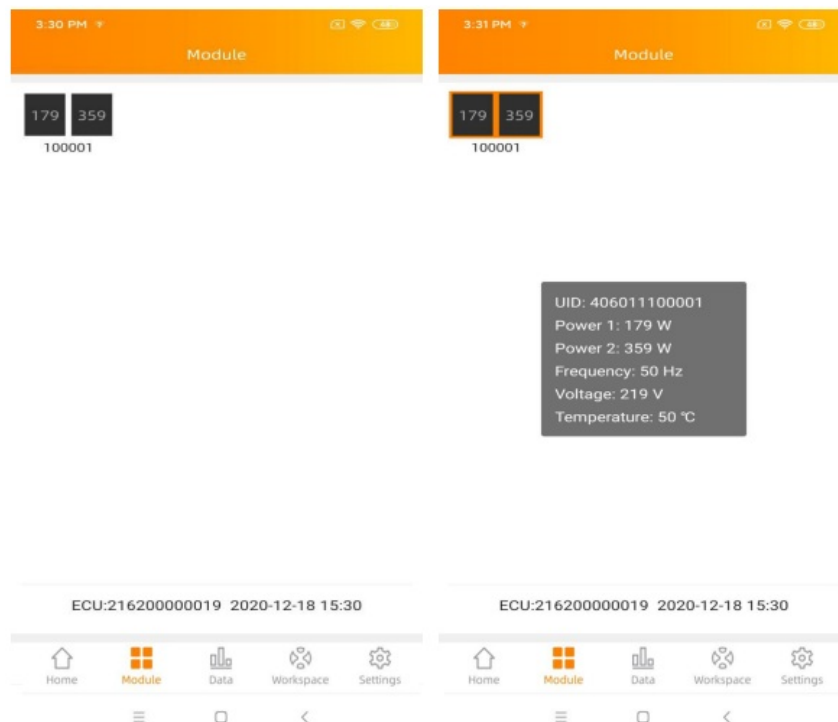 3:30 PM
48
Module
179 359
100001
ECU:216200000019 2020-12-18 15:30
Home Module Data Workspace Settings
3:31 PM
48
Module
179 359
100001
UID: 406011100001
Power 1: 179 W
Power 2: 359 W
Frequency: 50 Hz
Voltage: 219 V
Temperature: 50 ℃
ECU:216200000019 2020-12-18 15:30
Home Module Data Workspace Settings